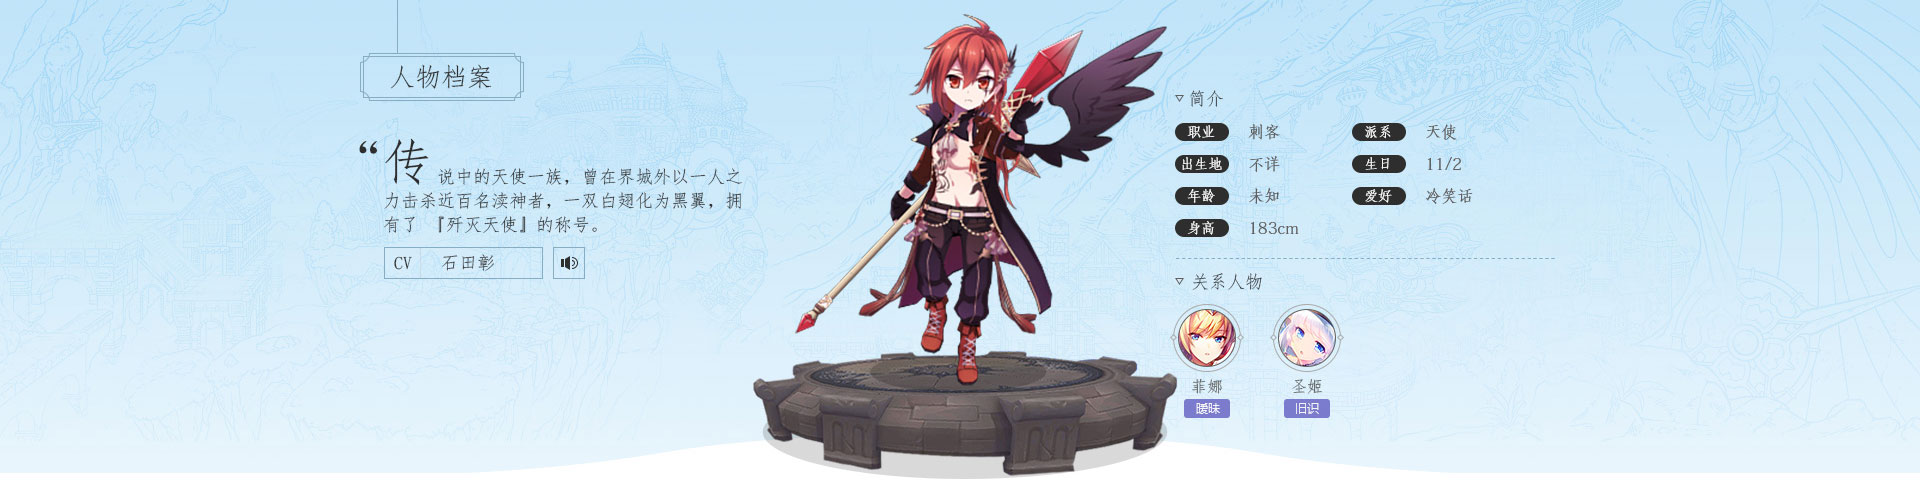 人物档案
“传
说中的天使一族，曾在界城外以一人之
力击杀近百名渎神者，一双白翅化为黑翼，拥
有了 『歼灭天使』的称号。
CV 石田彰
简介
职业 刺客 派系 天使
出生地 不详 生日 11/2
年龄 未知 爱好 冷笑话
身高 183cm
关系人物
菲娜 圣姬
暧昧 旧识